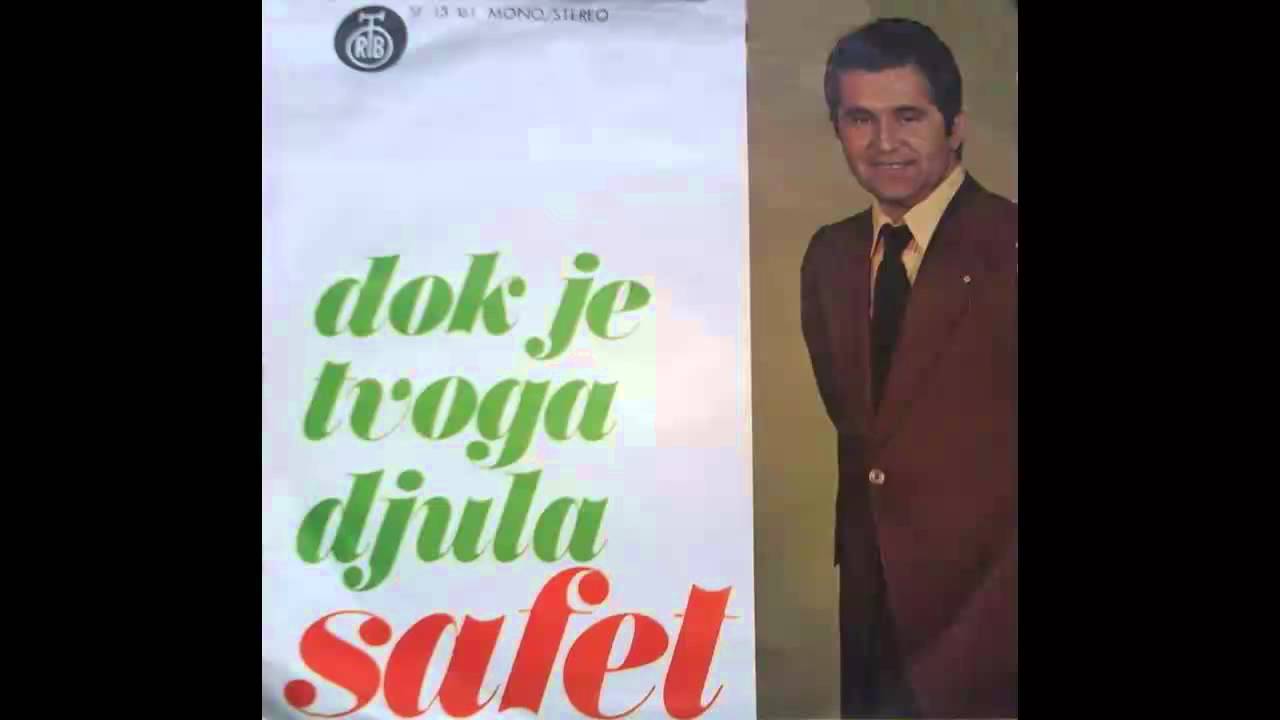 RTB
MONO/STEREO
dok je
tvoga
djula
safet